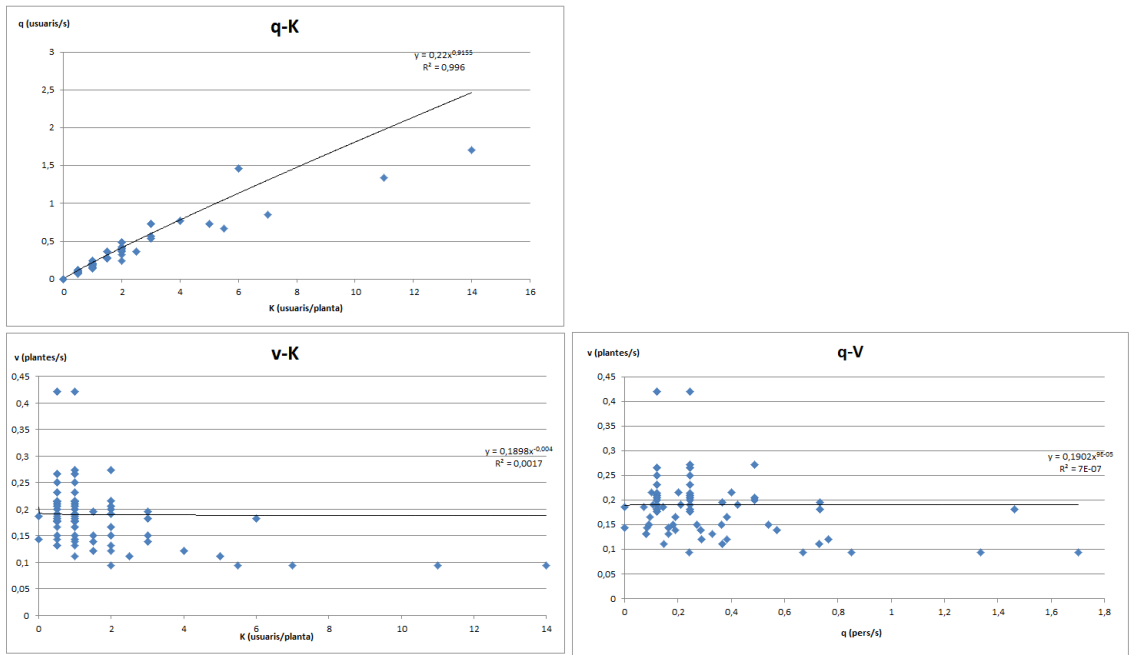 q (usuaris/s)
q-K
y = 0,22x^0,9155
R² = 0,996
3
2,5
2
1,5
1
0,5
0
0 2 4 6 8 10 12 14 16
K (usuaris/planta)
v (plantes/s)
v-K
0,45
0,4
0,35
0,3
0,25
0,2
0,15
0,1
0,05
0
y = 0,1898x^-0,004
R² = 0,0017
0 2 4 6 8 10 12 14
K (usuaris/planta)
v (plantes/s)
q-V
0,45
0,4
0,35
0,3
0,25
0,2
0,15
0,1
0,05
0
y = 0,1902x^9E-05
R² = 7E-07
0 0,2 0,4 0,6 0,8 1 1,2 1,4 1,6 1,8
q (pers/s)